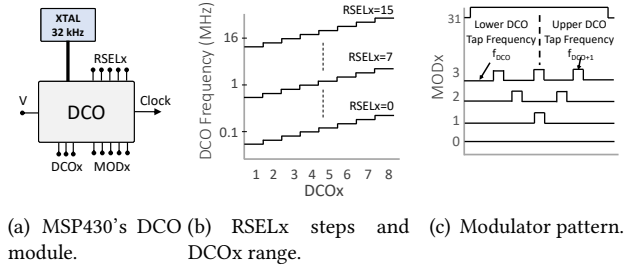 XTAL
32 kHz
RSELx
V
DCO
Clock
DCOx
MODx
DCO Frequency (MHz)
16
1
0.1
RSELx=15
RSELx=7
RSELx=0
1 2 3 4 5 6 7 8
DCOx
MODx
31
3
2
1
0
Lower DCO
Tap Frequency
fDCO
Upper DCO
Tap Frequency
fDCO+1
(a) MSP430's DCO
module.
(b) RSELx steps and
DCOx range.
(c) Modulator pattern.